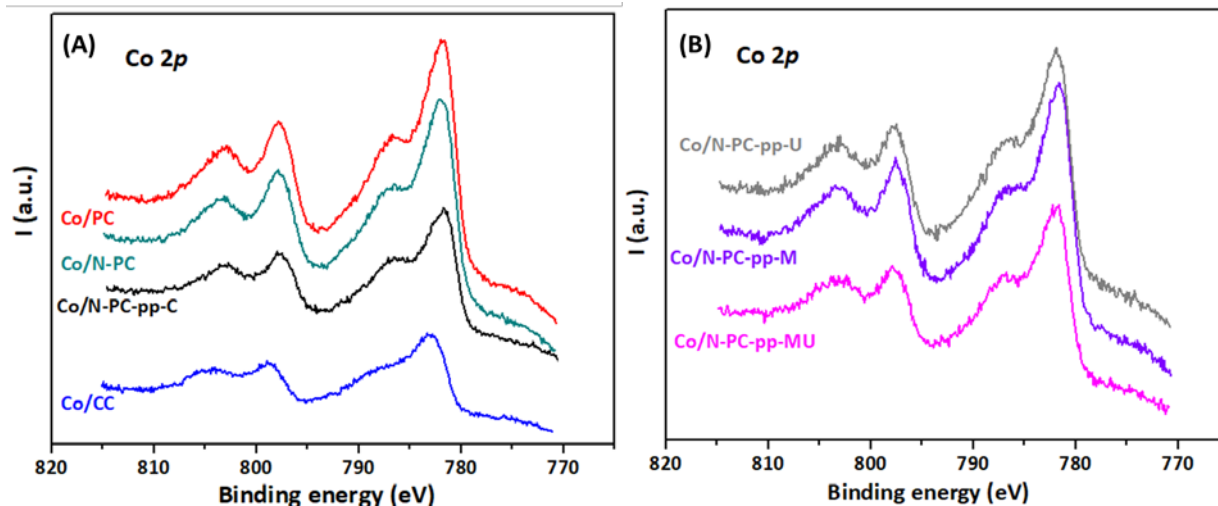 (A)
Co 2p
Co/PC
Co/N-PC
Co/N-PC-pp-C
Co/CC
I (a.u.)
820 810 800 790 780 770
Binding energy (eV)
(B)
Co 2p
Co/N-PC-pp-U
Co/N-PC-pp-M
Co/N-PC-pp-MU
I (a.u.)
820 810 800 790 780 770
Binding energy (eV)